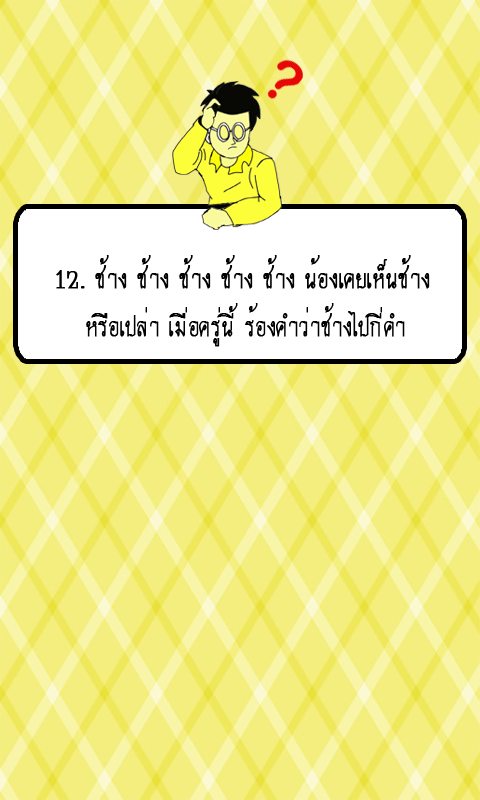 12. ช้าง ช้าง ช้าง ช้าง ช้าง น้องเคยเห็นช้าง
หรือเปล่า เมื่อครู่นี้ ร้องคำว่าช้างไปกี่คำ